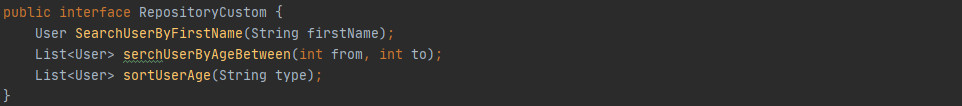 public interface RepositoryCustom {
    User SearchUserByFirstName(String firstName);
    List<User> serchUserByAgeBetween(int from, int to);
    List<User> sortUserAge(String type);
}